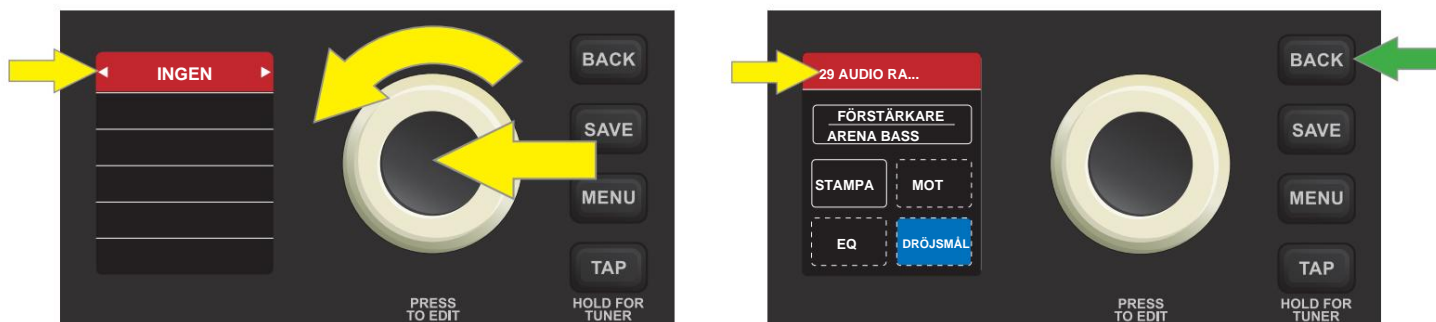 INGEN
BACK
SAVE
MENU
TAP
PRESS
TO EDIT
HOLD FOR
TUNER
29 AUDIO RA...
FÖRSTÄRKARE
ARENA BASS
STAMPA
MOT
EQ
DRÖJSMÅL
BACK
SAVE
MENU
TAP
PRESS
TO EDIT
HOLD FOR
TUNER